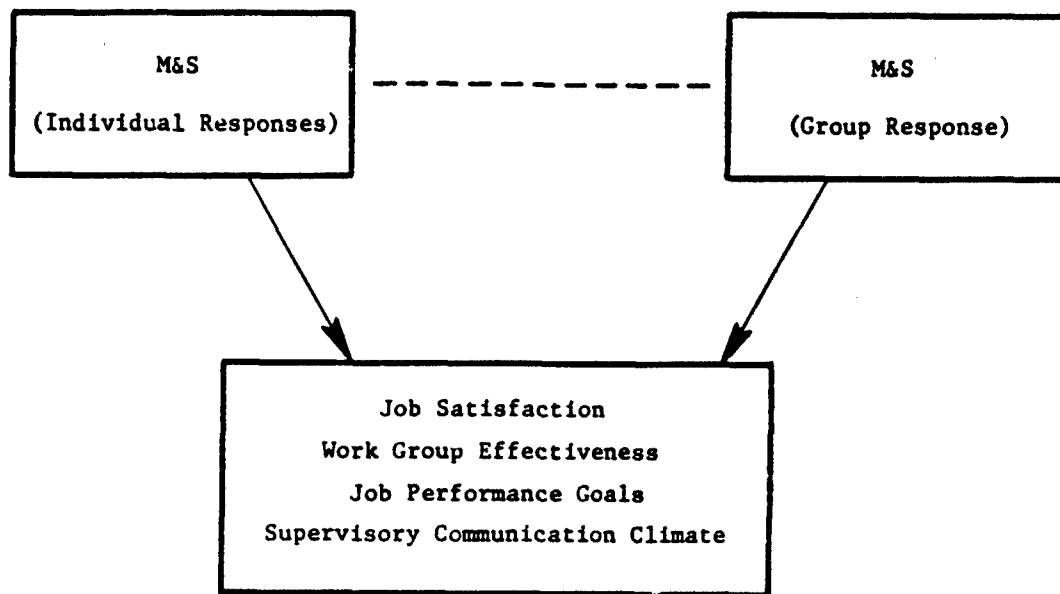 M&S
(Individual Responses)
M&S
(Group Response)
Job Satisfaction
Work Group Effectiveness
Job Performance Goals
Supervisory Communication Climate